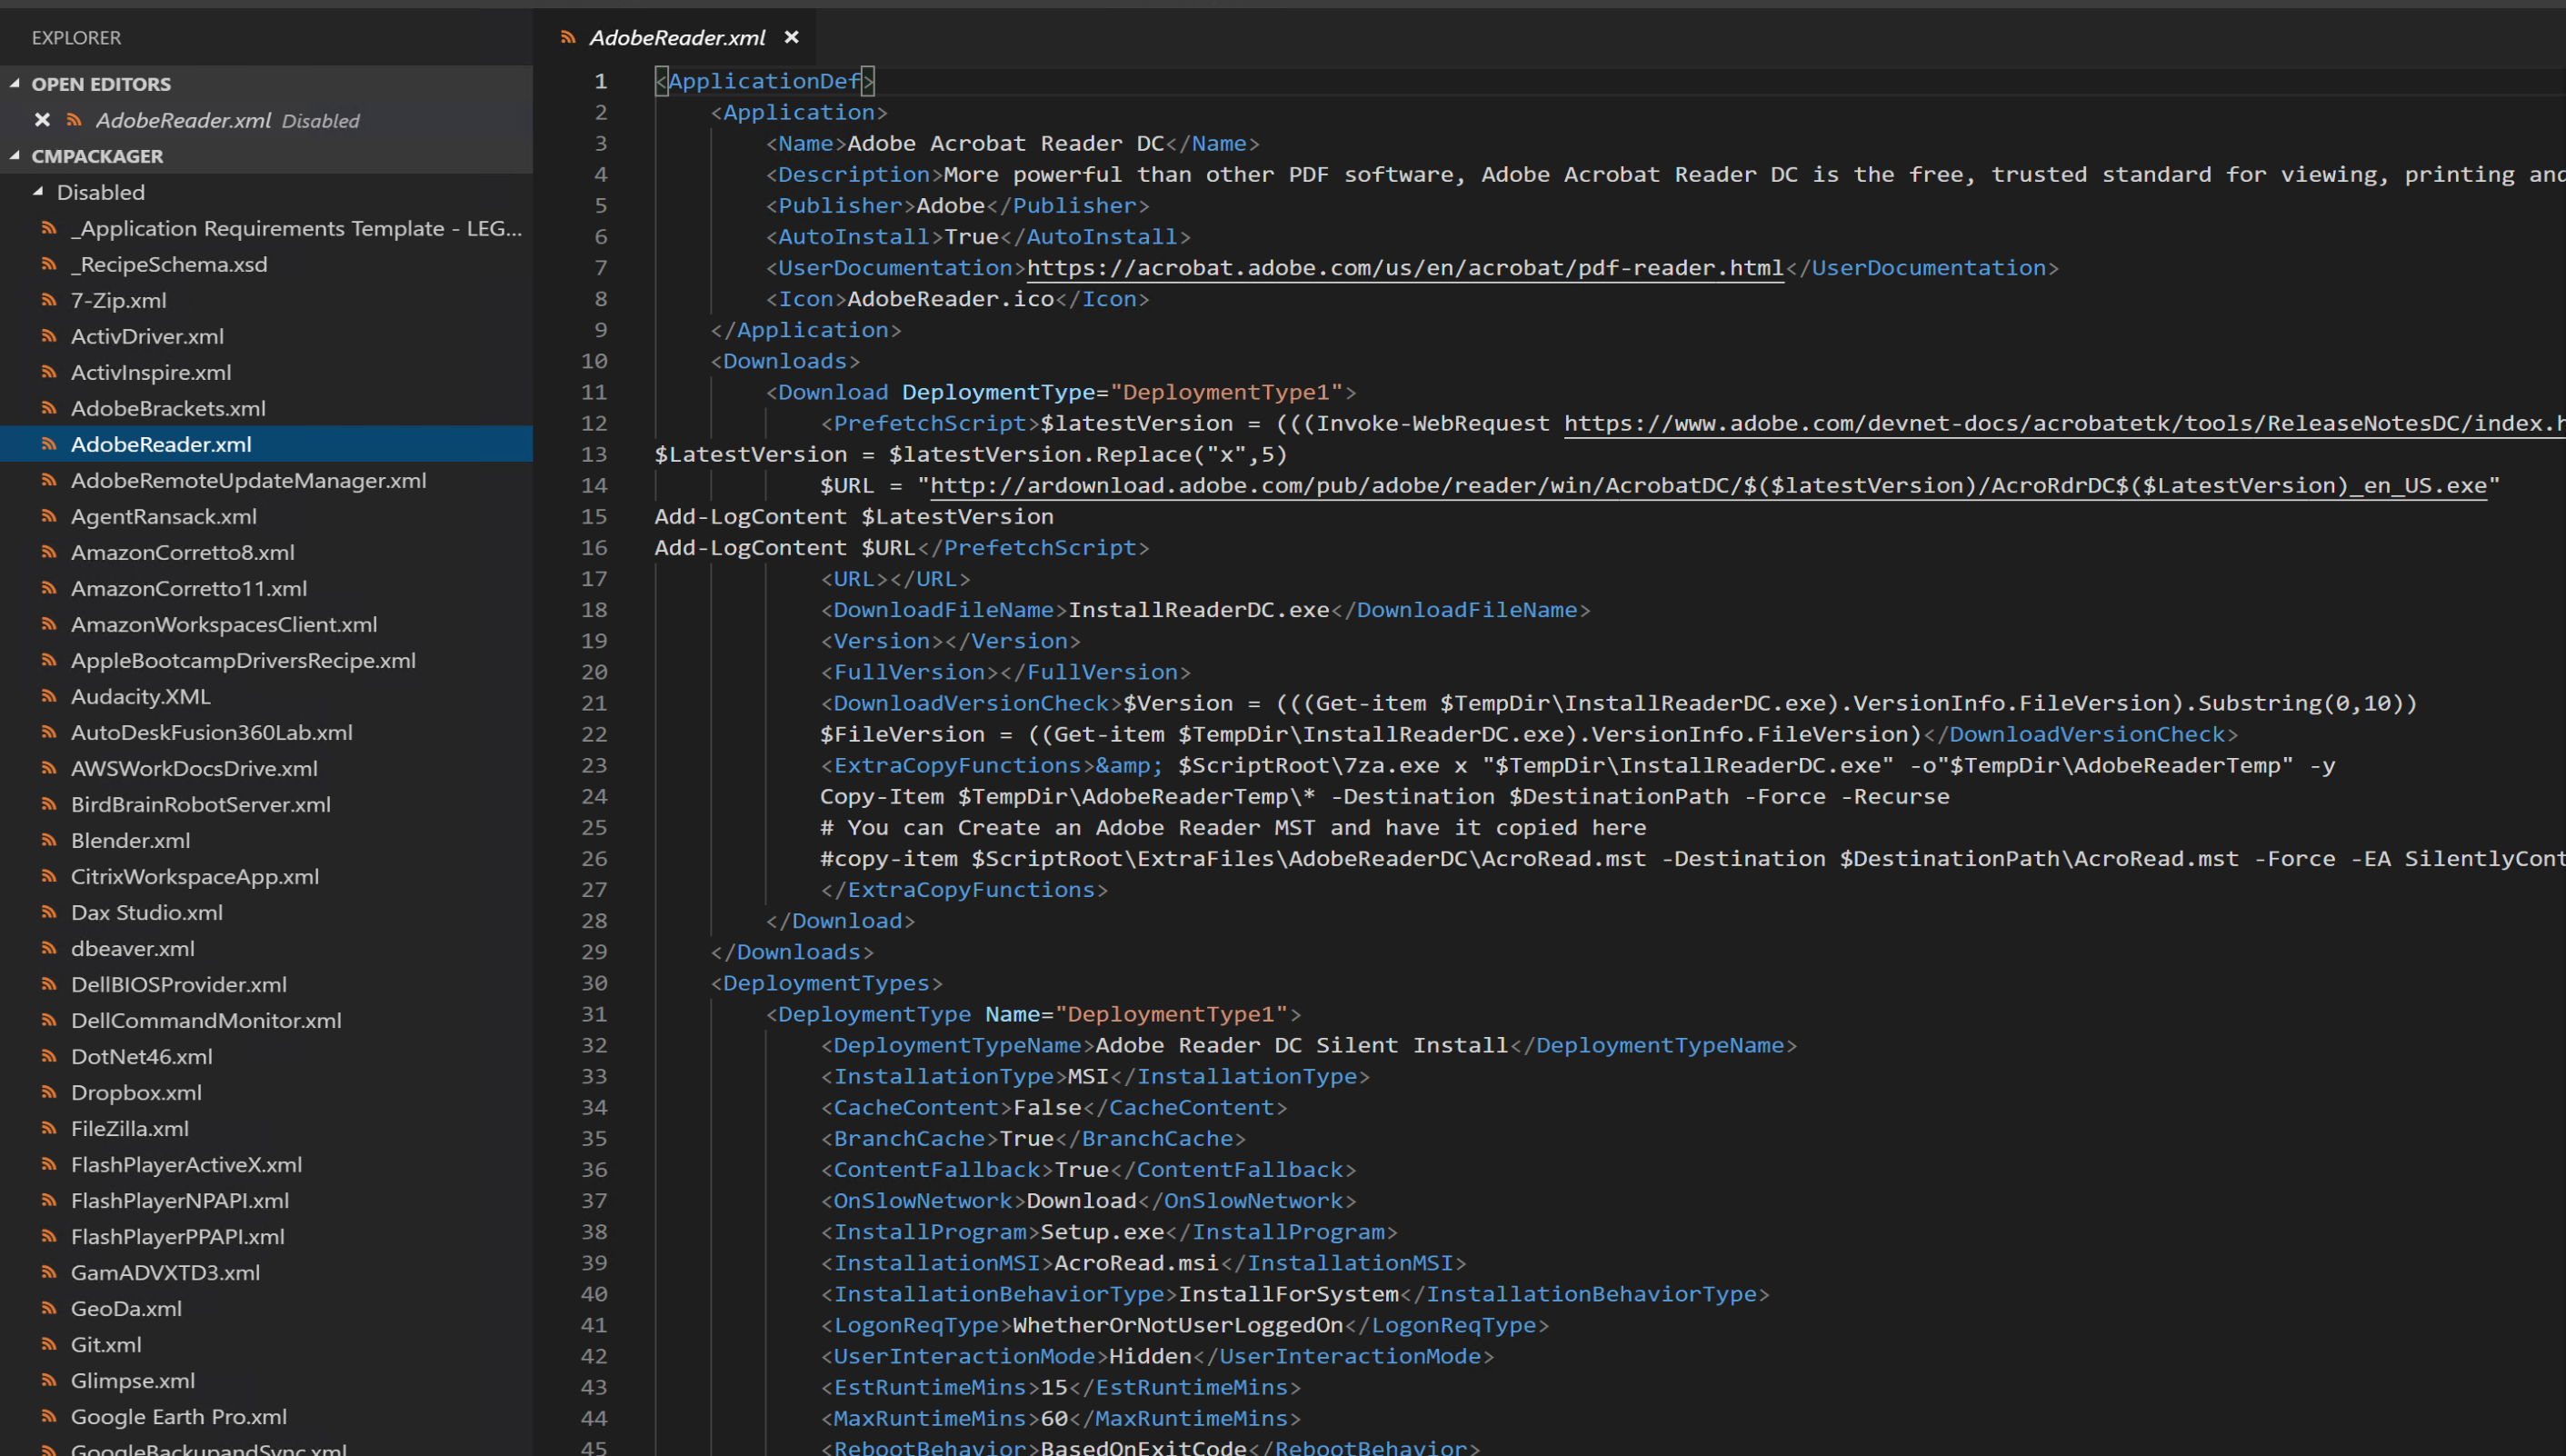 EXPLORER
OPEN EDITORS
AdobeReader.xml Disabled
CMPACKAGER
Disabled
_Application Requirements Template - LEG...
_RecipeSchema.xsd
7-Zip.xml
ActivDriver.xml
ActivInspire.xml
AdobeBrackets.xml
AdobeReader.xml
AdobeRemoteUpdateManager.xml
AgentRansack.xml
AmazonCorretto8.xml
AmazonCorretto11.xml
AmazonWorkspacesClient.xml
AppleBootcampDriversRecipe.xml
Audacity.XML
AutoDeskFusion360Lab.xml
AWSWorkDocsDrive.xml
BirdBrainRobotServer.xml
Blender.xml
CitrixWorkspaceApp.xml
Dax Studio.xml
dbeaver.xml
DellBIOSProvider.xml
DellCommandMonitor.xml
DotNet46.xml
Dropbox.xml
FileZilla.xml
FlashPlayerActiveX.xml
FlashPlayerNPAPI.xml
FlashPlayerPPAPI.xml
GamADVXTD3.xml
GeoDa.xml
Git.xml
Glimpse.xml
Google Earth Pro.xml
GoogleBackupandSync.xml
AdobeReader.xml
1 <ApplicationDef>
2 <Application>
3 <Name>Adobe Acrobat Reader DC</Name>
4 <Description>More powerful than other PDF software, Adobe Acrobat Reader DC is the free, trusted standard for viewing, printing and
5 <Publisher>Adobe</Publisher>
6 <AutoInstall>True</AutoInstall>
7 <UserDocumentation>https://acrobat.adobe.com/us/en/acrobat/pdf-reader.html</UserDocumentation>
8 <Icon>AdobeReader.ico</Icon>
9 </Application>
10 <Downloads>
11 <Download DeploymentType="DeploymentType1">
12 <PrefetchScript>$latestVersion = (((Invoke-WebRequest https://www.adobe.com/devnet-docs/acrobatetk/tools/ReleaseNotesDC/index.h
13 $LatestVersion = $latestVersion.Replace("x",5)
14 $URL = "http://ardownload.adobe.com/pub/adobe/reader/win/AcrobatDC/$($latestVersion)/AcroRdrDC$($LatestVersion)_en_US.exe"
15 Add-LogContent $LatestVersion
16 Add-LogContent $URL</PrefetchScript>
17 <URL></URL>
18 <DownloadFileName>InstallReaderDC.exe</DownloadFileName>
19 <Version></Version>
20 <FullVersion></FullVersion>
21 <DownloadVersionCheck>$Version = (((Get-item $TempDir\InstallReaderDC.exe).VersionInfo.FileVersion).Substring(0,10))
22 $FileVersion = ((Get-item $TempDir\InstallReaderDC.exe).VersionInfo.FileVersion)</DownloadVersionCheck>
23 <ExtraCopyFunctions>&amp; $ScriptRoot\7za.exe x "$TempDir\InstallReaderDC.exe" -o"$TempDir\AdobeReaderTemp" -y
24 Copy-Item $TempDir\AdobeReaderTemp\* -Destination $DestinationPath -Force -Recurse
25 # You can Create an Adobe Reader MST and have it copied here
26 #copy-item $ScriptRoot\ExtraFiles\AdobeReaderDC\AcroRead.mst -Destination $DestinationPath\AcroRead.mst -Force -EA SilentlyCont
27 </ExtraCopyFunctions>
28 </Download>
29 </Downloads>
30 <DeploymentTypes>
31 <DeploymentType Name="DeploymentType1">
32 <DeploymentTypeName>Adobe Reader DC Silent Install</DeploymentTypeName>
33 <InstallationType>MSI</InstallationType>
34 <CacheContent>False</CacheContent>
35 <BranchCache>True</BranchCache>
36 <ContentFallback>True</ContentFallback>
37 <OnSlowNetwork>Download</OnSlowNetwork>
38 <InstallProgram>Setup.exe</InstallProgram>
39 <InstallationMSI>AcroRead.msi</InstallationMSI>
40 <InstallationBehaviorType>InstallForSystem</InstallationBehaviorType>
41 <LogonReqType>WhetherOrNotUserLoggedOn</LogonReqType>
42 <UserInteractionMode>Hidden</UserInteractionMode>
43 <EstRuntimeMins>15</EstRuntimeMins>
44 <MaxRuntimeMins>60</MaxRuntimeMins>
45 <RebootBehavior>BasedOnExitCode</RebootBehavior>